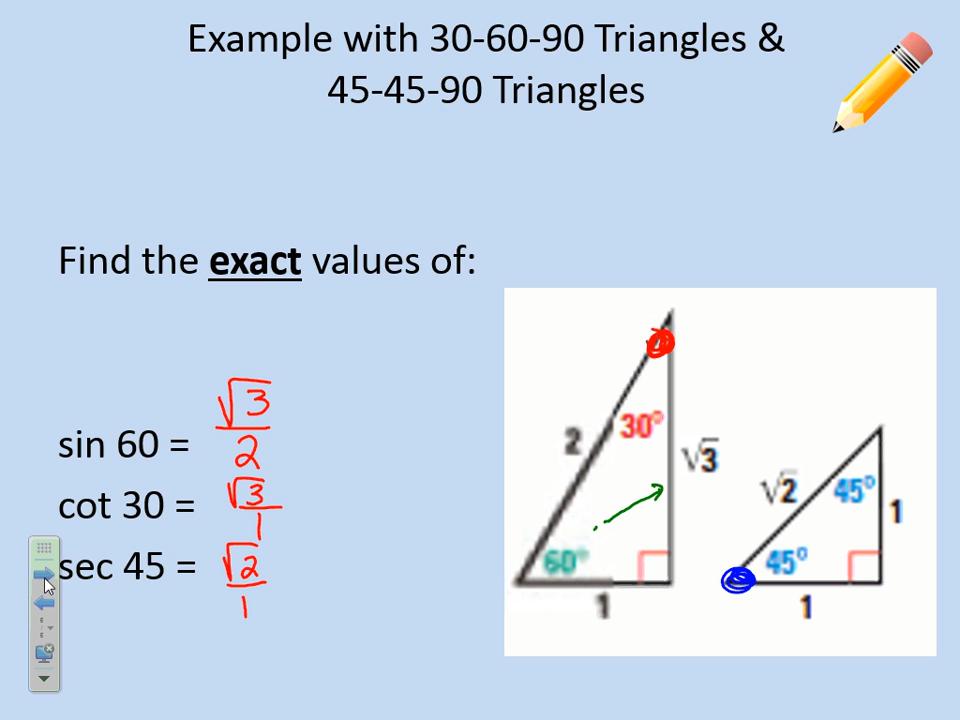 Example with 30-60-90 Triangles &
45-45-90 Triangles
Find the exact values of:
sin 60 = √3/2
cot 30 = √3/1
sec 45 = √2/1
30°
2
√3
60°
1
√2
45°
1
45°
1